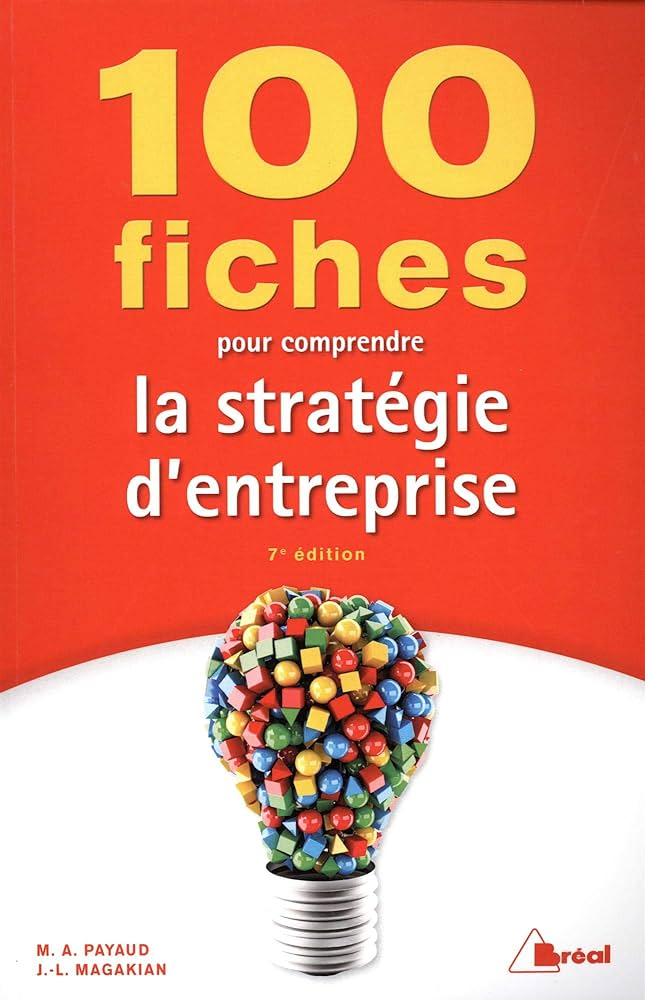 100
fiches
pour comprendre
la stratégie
d'entreprise
7e édition
M. A. PAYAUD
J.-L. MAGAKIAN
Bréal